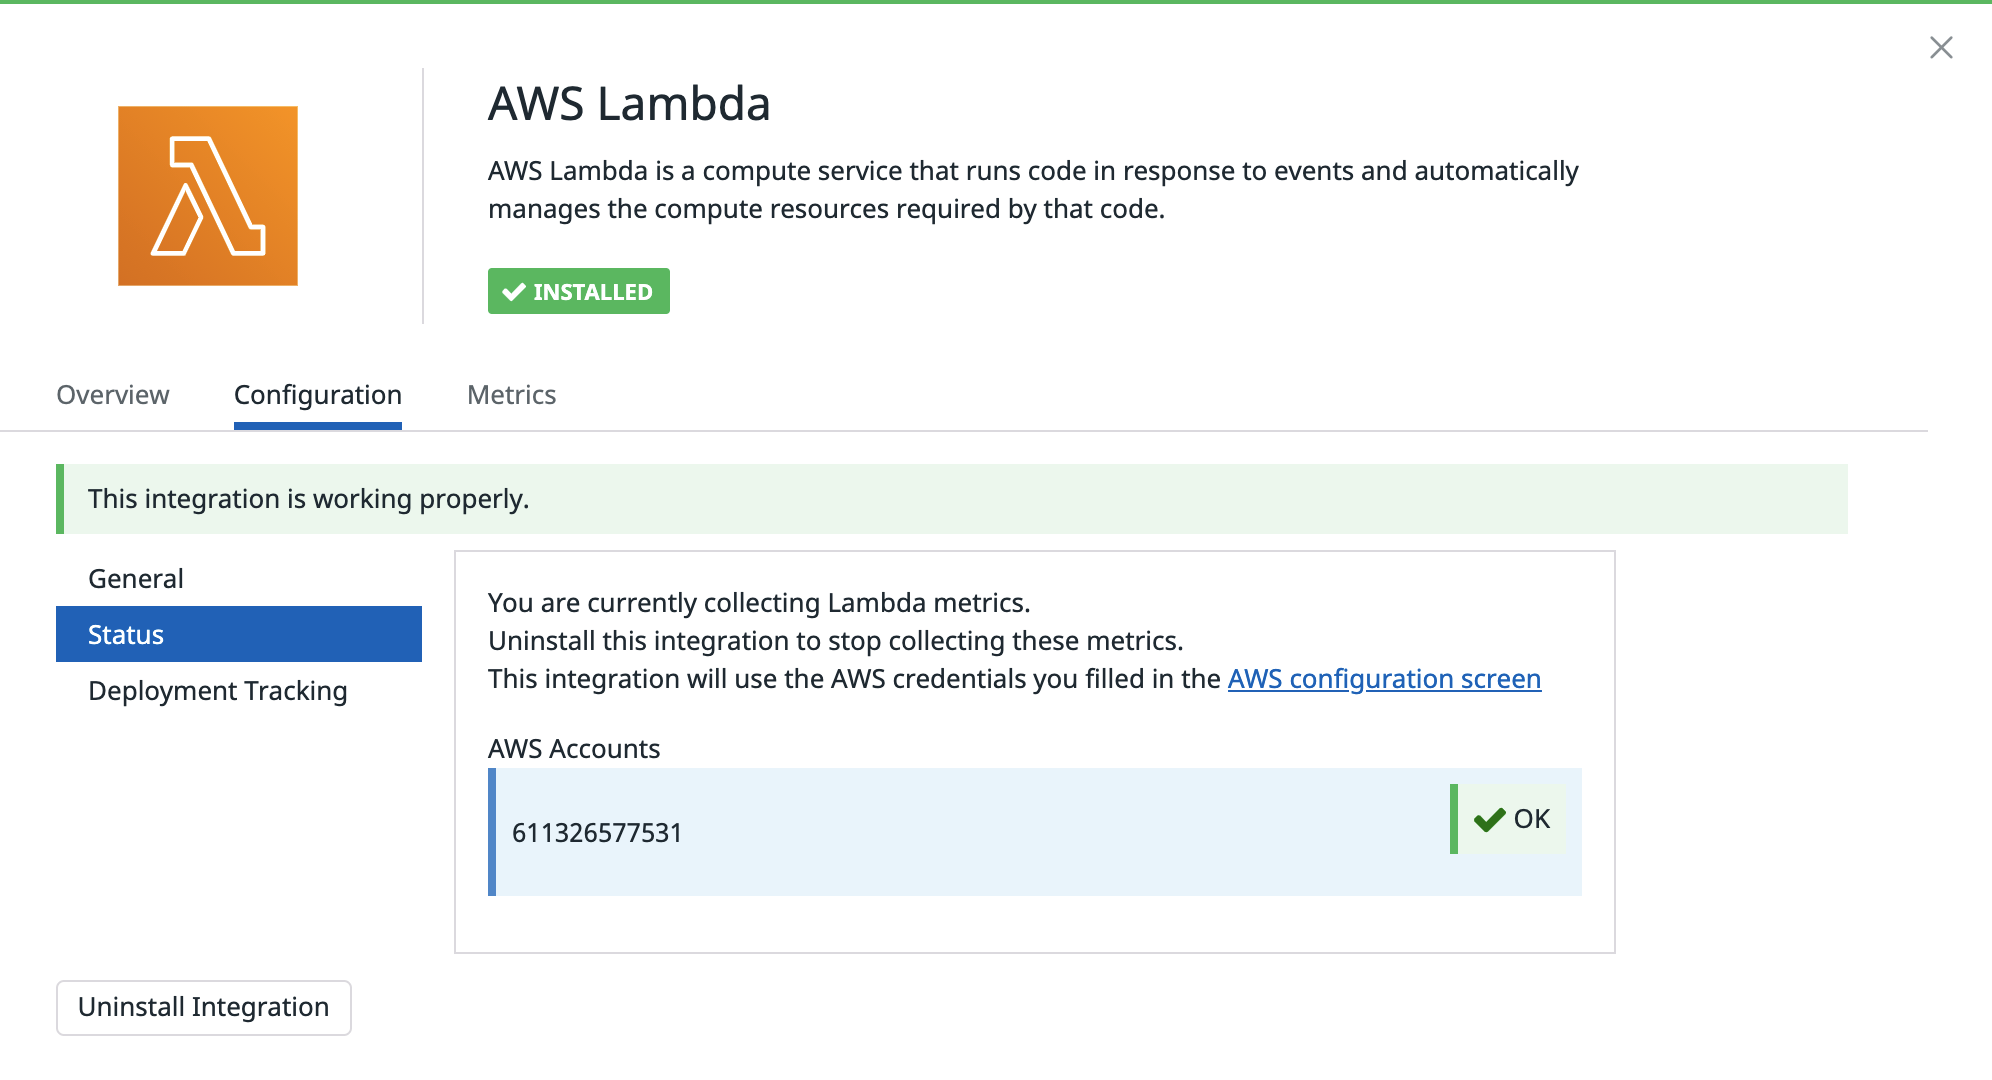 AWS Lambda
AWS Lambda is a compute service that runs code in response to events and automatically
manages the compute resources required by that code.
INSTALLED
Overview Configuration Metrics
This integration is working properly.
General
Status
Deployment Tracking
You are currently collecting Lambda metrics.
Uninstall this integration to stop collecting these metrics.
This integration will use the AWS credentials you filled in the AWS configuration screen
AWS Accounts
611326577531
OK
Uninstall Integration